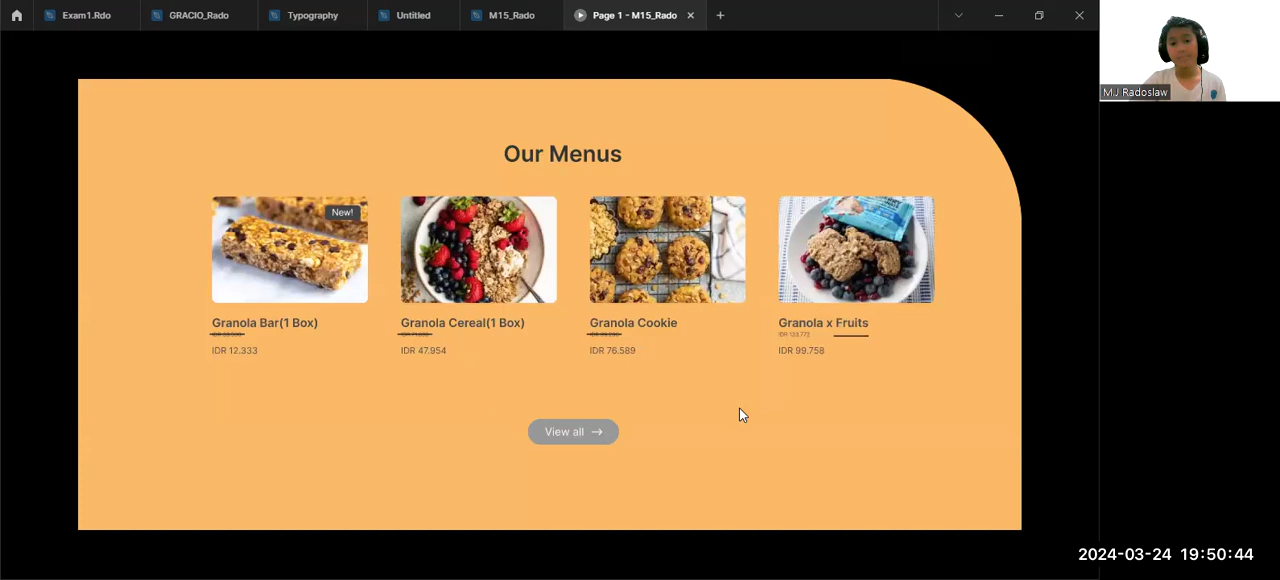 Exam1.Rdo
GRACIO_Rado
Typography
Untitled
M15_Rado
Page 1 - M15_Rado
M.J Radoslaw
Our Menus
New!
Granola Bar(1 Box)
IDR 12.333
Granola Cereal(1 Box)
IDR 47.954
Granola Cookie
IDR 76.589
Granola x Fruits
IDR 99.758
View all →
2024-03-24 19:50:44